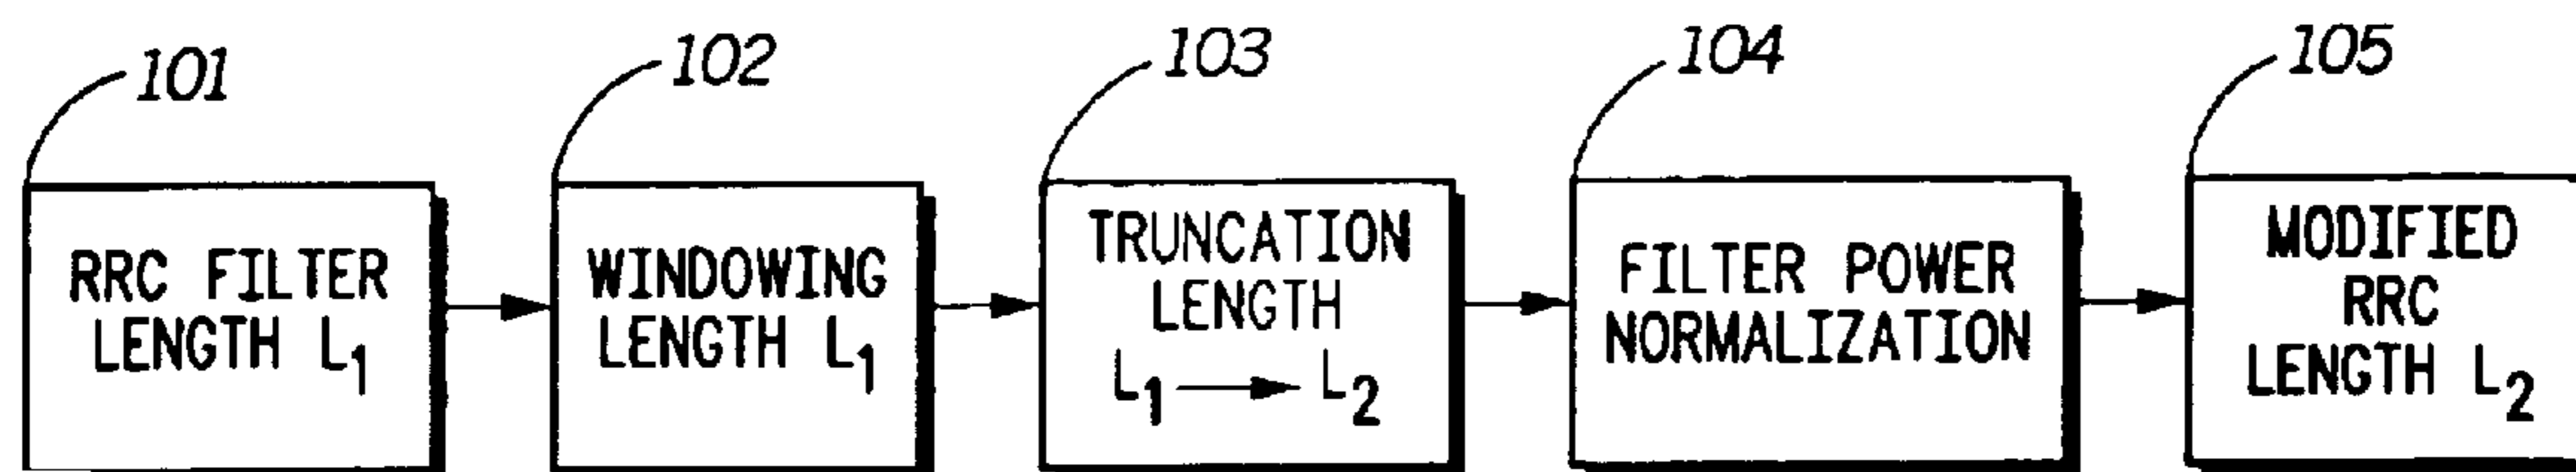 101
102
103
104
105
RRC FILTER
LENGTH L1
WINDOWING
LENGTH L1
TRUNCATION
LENGTH
L1 → L2
FILTER POWER
NORMALIZATION
MODIFIED
RRC
LENGTH L2